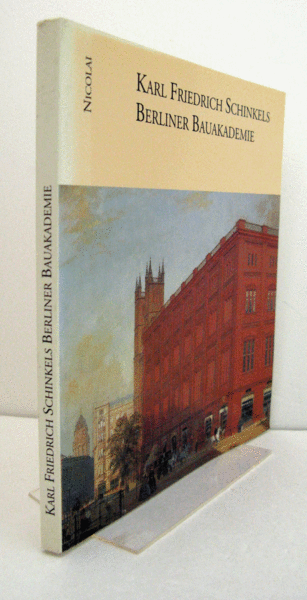 NICOLAI
KARL FRIEDRICH SCHINKELS
BERLINER BAUAKADEMIE
KARL FRIEDRICH SCHINKELS BERLINER BAUAKADEMIE